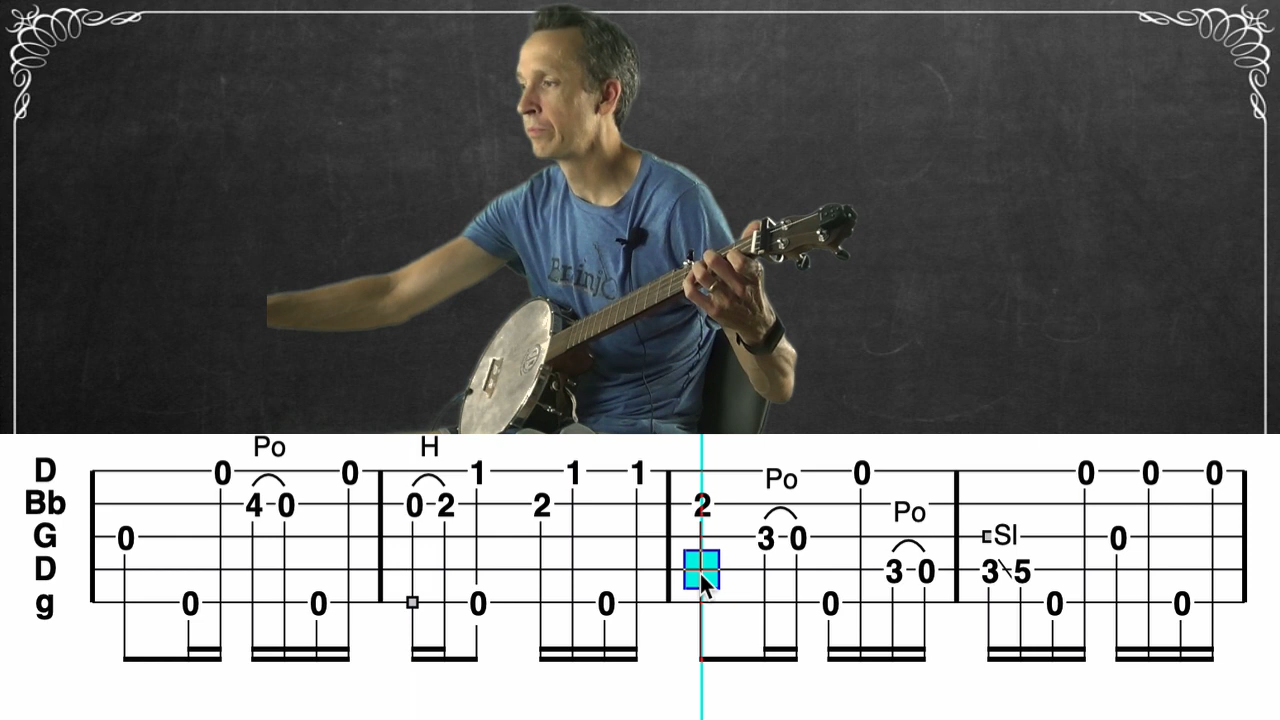 Po H
D 0 0 1 1 1 0 0 0 0
Po
Bb 4 0 0 2 2 2
Po
G 0 3 0 Sl 0
D 3 0 3 5
g 0 0 0 0 0 0 0